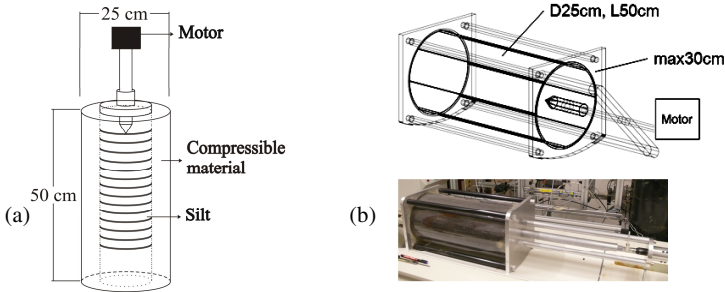 25 cm
Motor
Compressible
material
50 cm
Silt
(a)
D25cm, L50cm
max30cm
Motor
(b)